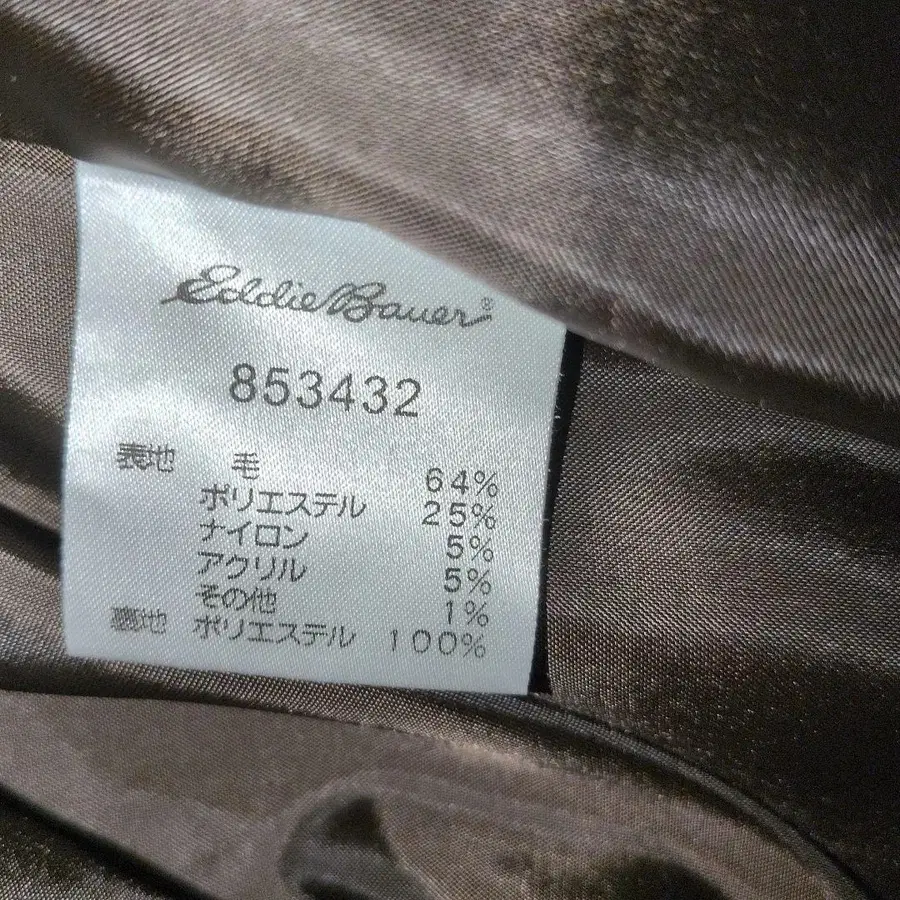 Eddie Bauer®
853432
表地 毛 64%
ポリエステル 25%
ナイロン 5%
アクリル 5%
その他 1%
裏地 ポリエステル 100%